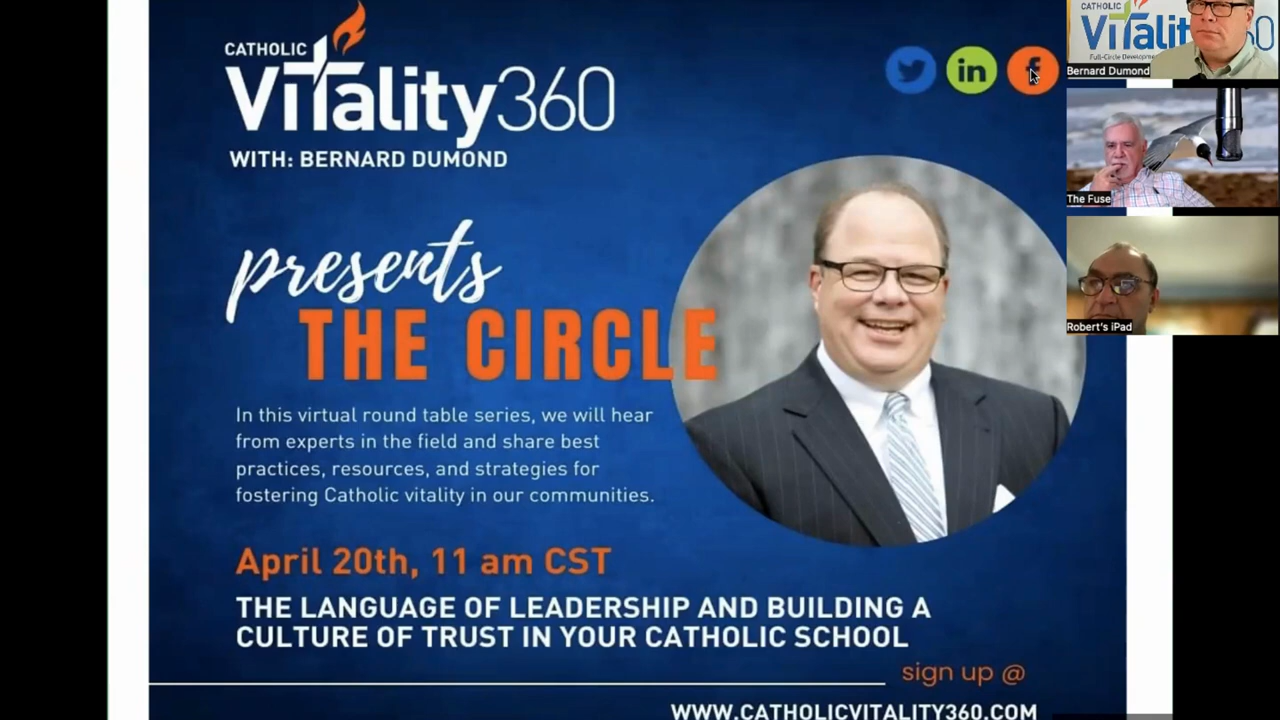 CATHOLIC
ViTality360
WITH: BERNARD DUMOND
in
f
presents
THE CIRCLE
In this virtual round table series, we will hear
from experts in the field and share best
practices, resources, and strategies for
fostering Catholic vitality in our communities.
April 20th, 11 am CST
THE LANGUAGE OF LEADERSHIP AND BUILDING A
CULTURE OF TRUST IN YOUR CATHOLIC SCHOOL
sign up @
WWW.CATHOLICVITALITY360.COM
CATHOLIC
Bernard Dumond
The Fuse
Robert's iPad